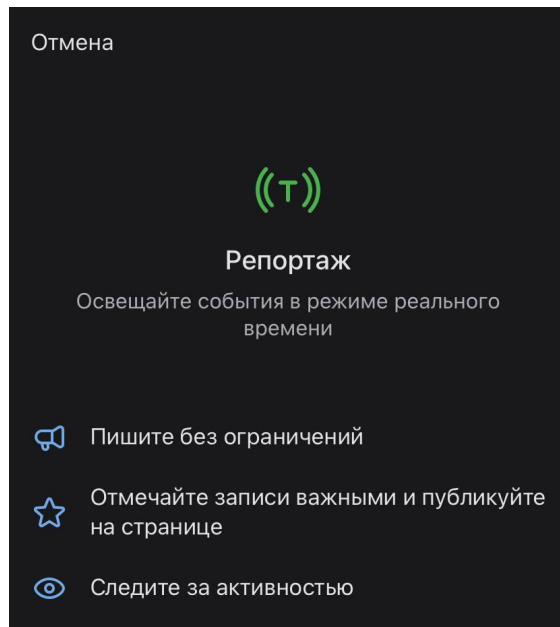 Отмена
Т
Репортаж
Освещайте события в режиме реального
времени
Пишите без ограничений
Отмечайте записи важными и публикуйте
на странице
Следите за активностью